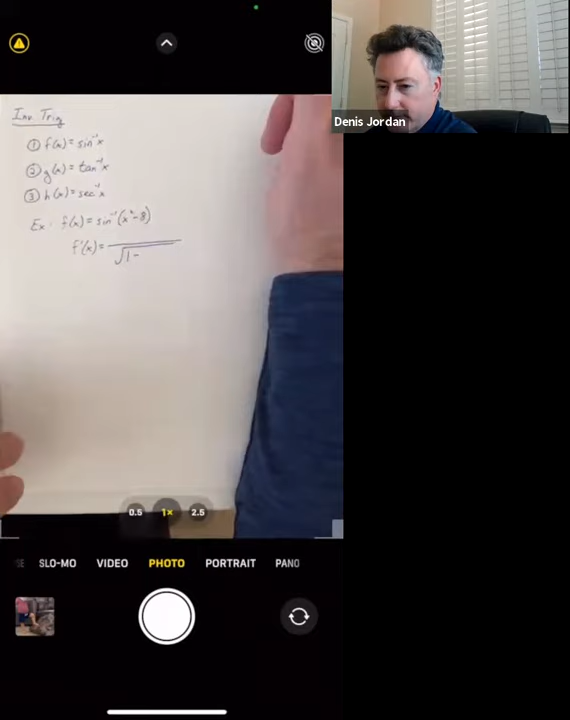 Denis Jordan
Inv. Trig
① f(x) = sin⁻¹x
② g(x) = tan⁻¹x
③ h(x) = sec⁻¹x
Ex: f(x) = sin⁻¹(x⁴-8)
f'(x) =
√1-
0.5 1× 2.5
SLO-MO VIDEO PHOTO PORTRAIT PANO